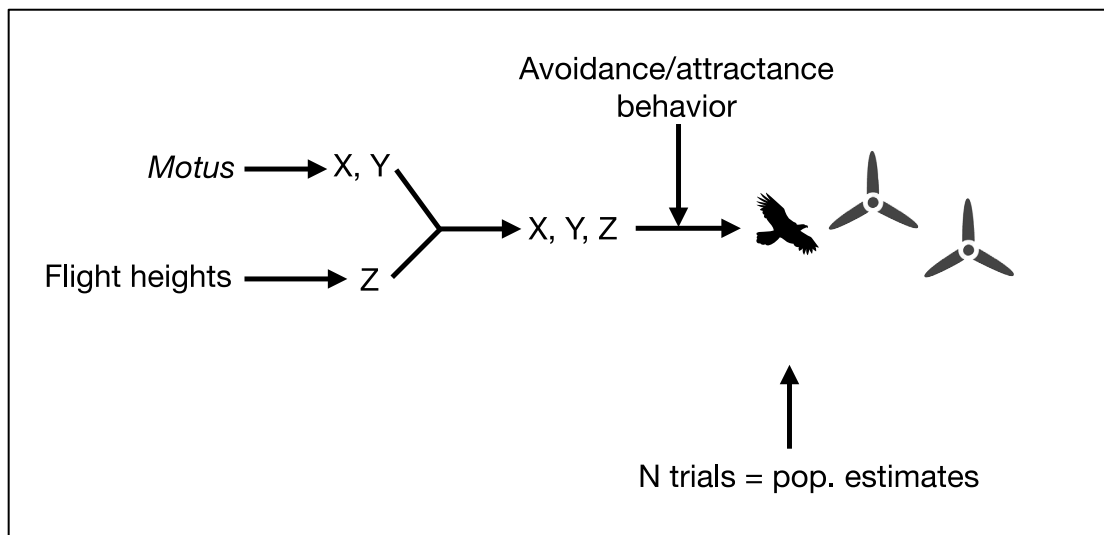 Avoidance/attractance
behavior
Motus
X, Y
X, Y, Z
Flight heights
Z
N trials = pop. estimates